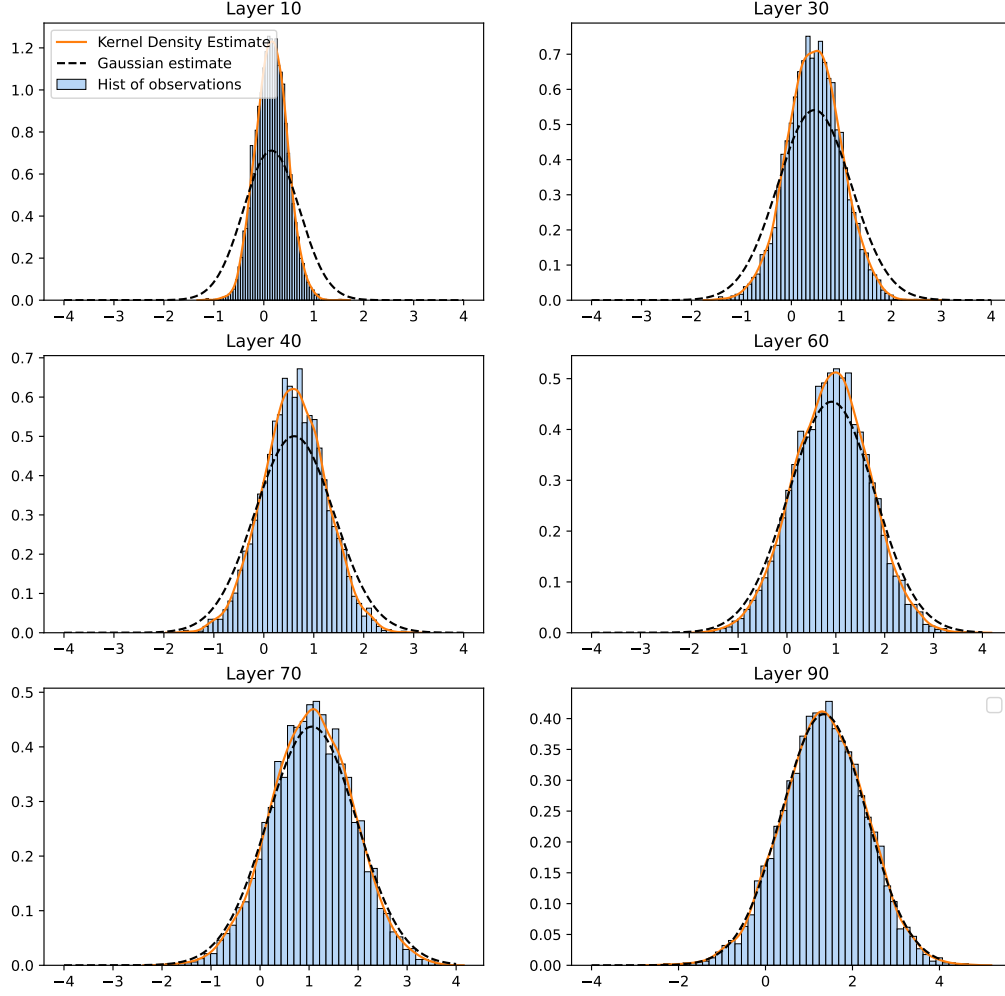 Layer 10
1.2
1.0
0.8
0.6
0.4
0.2
0.0
−4 −3 −2 −1 0 1 2 3 4
Kernel Density Estimate
Gaussian estimate
Hist of observations
Layer 30
0.7
0.6
0.5
0.4
0.3
0.2
0.1
0.0
−4 −3 −2 −1 0 1 2 3 4
Layer 40
0.7
0.6
0.5
0.4
0.3
0.2
0.1
0.0
−4 −3 −2 −1 0 1 2 3 4
Layer 60
0.5
0.4
0.3
0.2
0.1
0.0
−4 −3 −2 −1 0 1 2 3 4
Layer 70
0.5
0.4
0.3
0.2
0.1
0.0
−4 −3 −2 −1 0 1 2 3 4
Layer 90
0.40
0.35
0.30
0.25
0.20
0.15
0.10
0.05
0.00
−4 −2 0 2 4